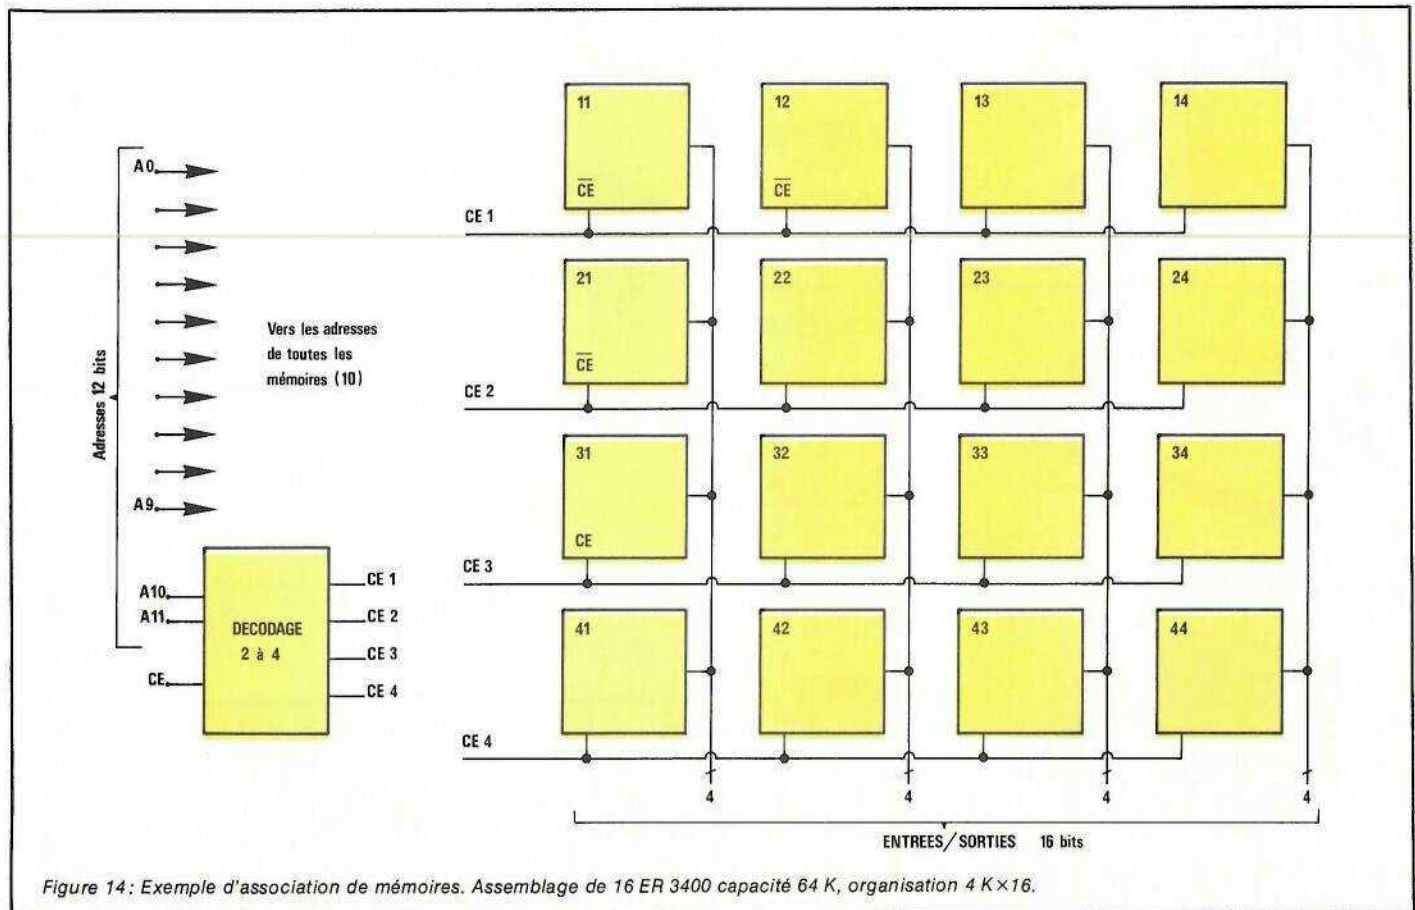 11
12
13
14
A0
CE
CE
CE 1
21
22
23
24
Vers les adresses
de toutes les
mémoires (10)
CE
CE 2
Adresses 12 bits
31
32
33
34
A9
CE
CE 3
CE 1
A10
A11
CE 2
DECODAGE
2 à 4
CE 3
CE
CE 4
41
42
43
44
CE 4
4
4
4
4
ENTREES/SORTIES 16 bits
Figure 14: Exemple d'association de mémoires. Assemblage de 16 ER 3400 capacité 64 K, organisation 4 K×16.